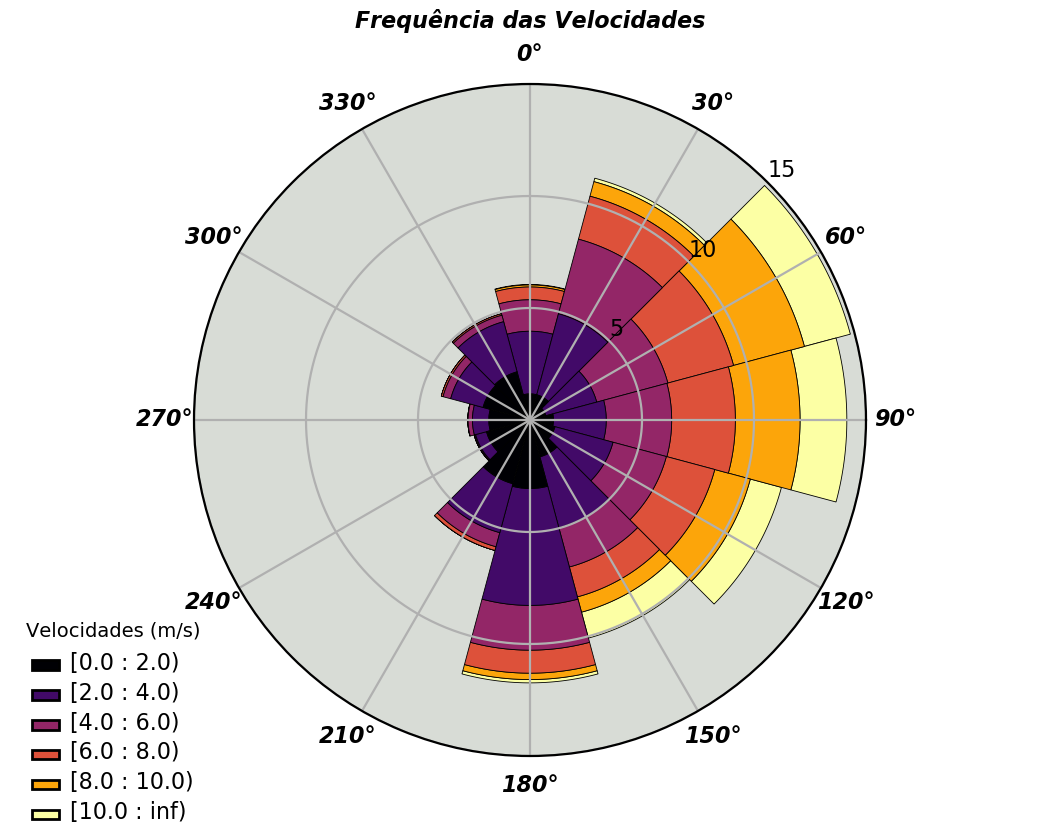 Frequência das Velocidades
0°
330°
30°
15
300°
60°
10
5
270°
90°
240°
120°
210°
150°
180°
Velocidades (m/s)
[0.0 : 2.0)
[2.0 : 4.0)
[4.0 : 6.0)
[6.0 : 8.0)
[8.0 : 10.0)
[10.0 : inf)